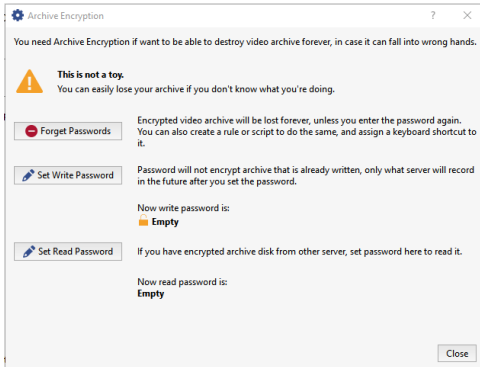 Archive Encryption
You need Archive Encryption if want to be able to destroy video archive forever, in case it can fall into wrong hands.
This is not a toy.
You can easily lose your archive if you don't know what you're doing.
Forget Passwords
Encrypted video archive will be lost forever, unless you enter the password again.
You can also create a rule or script to do the same, and assign a keyboard shortcut to
it.
Set Write Password
Password will not encrypt archive that is already written, only what server will record
in the future after you set the password.
Now write password is:
Empty
Set Read Password
If you have encrypted archive disk from other server, set password here to read it.
Now read password is:
Empty
Close